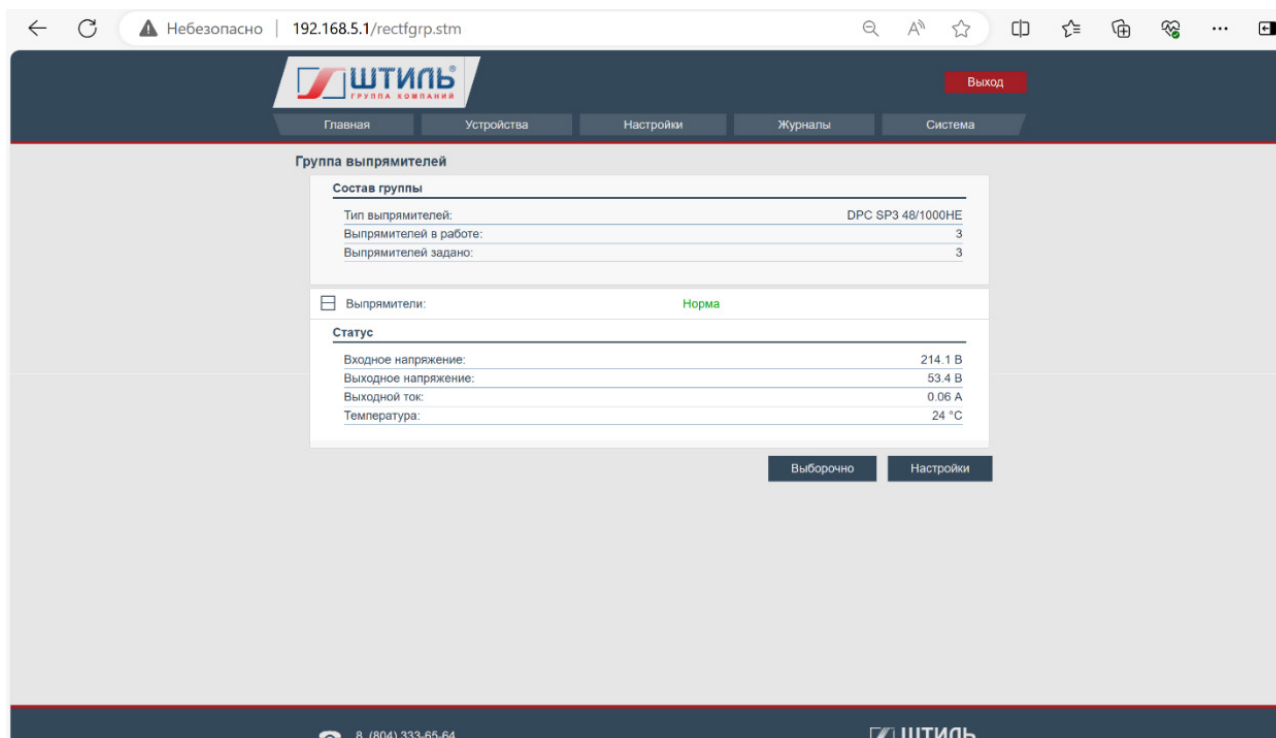 Небезопасно 192.168.5.1/rectfgrp.stm
ШТИЛЬ®
ГРУППА КОМПАНИЙ
Выход
Главная Устройства Настройки Журналы Система
Группа выпрямителей
Состав группы
Тип выпрямителей: DPC SP3 48/1000HE
Выпрямителей в работе: 3
Выпрямителей задано: 3
Выпрямители: Норма
Статус
Входное напряжение: 214.1 В
Выходное напряжение: 53.4 В
Выходной ток: 0.06 А
Температура: 24 °C
Выборочно Настройки
8 (804) 333-65-64 ШТИЛЬ